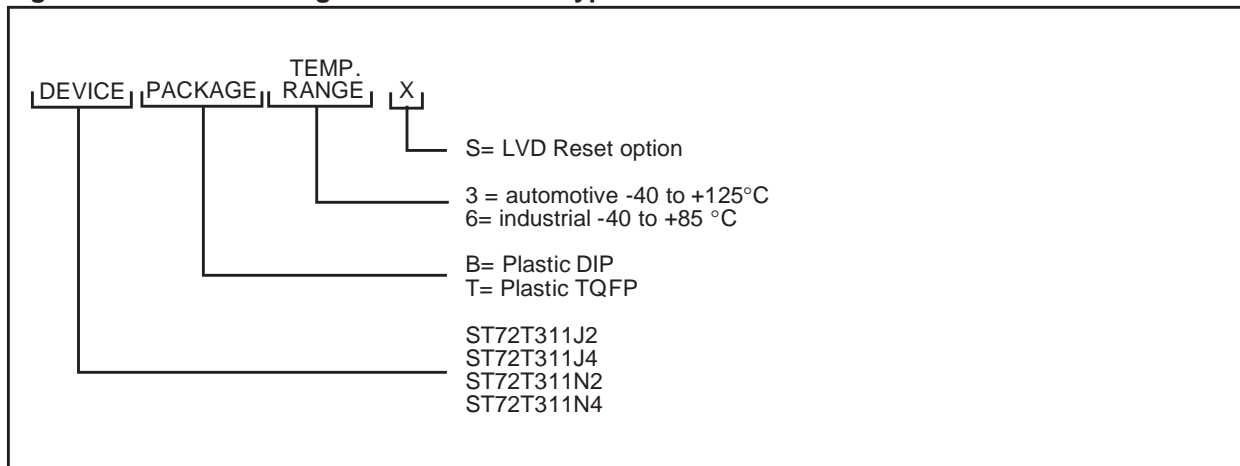 TEMP.
DEVICE PACKAGE RANGE X
S= LVD Reset option
3 = automotive -40 to +125°C
6= industrial -40 to +85 °C
B= Plastic DIP
T= Plastic TQFP
ST72T311J2
ST72T311J4
ST72T311N2
ST72T311N4